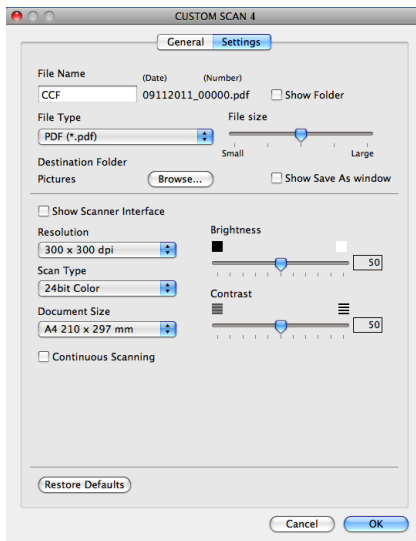 CUSTOM SCAN 4
General Settings
File Name (Date) (Number)
CCF 09112011_00000.pdf Show Folder
File Type File size
PDF (*.pdf)
Small Large
Destination Folder
Pictures Browse... Show Save As window
Show Scanner Interface
Resolution Brightness
300 x 300 dpi
50
Scan Type
24bit Color
Contrast
Document Size
A4 210 x 297 mm 50
Continuous Scanning
Restore Defaults
Cancel OK